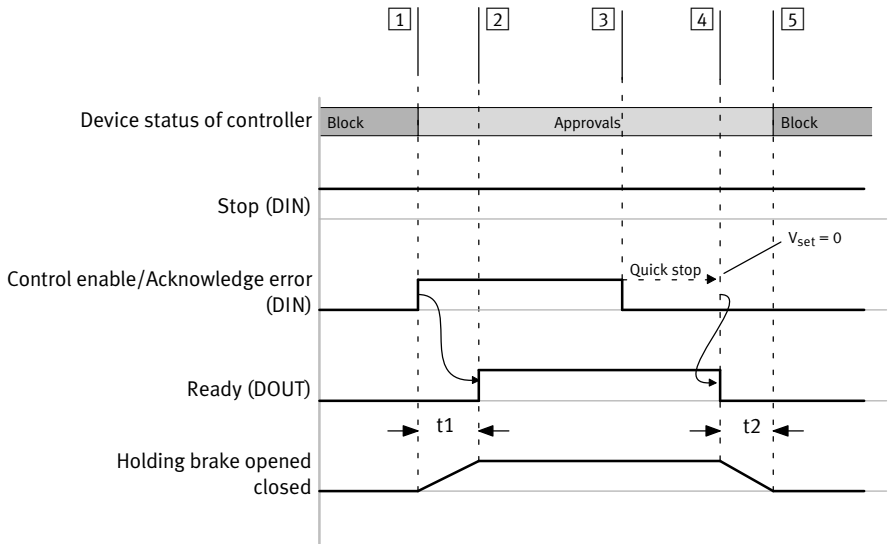 1 2 3 4 5
Device status of controller
Block Approvals Block
Stop (DIN)
Vset = 0
Quick stop
Control enable/Acknowledge error
(DIN)
Ready (DOUT)
t1 t2
Holding brake opened
closed